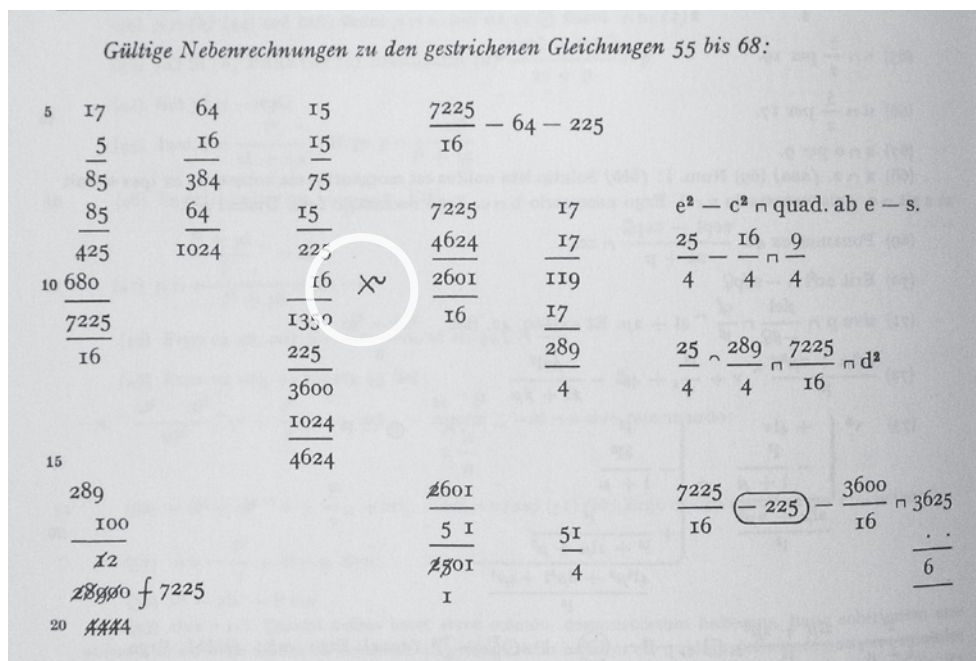 Gültige Nebenrechnungen zu den gestrichenen Gleichungen 55 bis 68:
5 17 64 15 7225/16 − 64 − 225
5 16 15
85 384 75
85 64 15 7225 17 e² − c² ⊓ quad. ab e − s.
425 1024 225 4624 17 25/4 − 16/4 ⊓ 9/4
10 680 16 2601 119
7225 1350 16 17
16 225 289 25/4 ⌢ 289/4 ⊓ 7225/16 ⊓ d²
3600 4
1024
15 4624
289 2601 7225/16 − 225 − 3600/16 ⊓ 3625
100 5 1 51 . .
12 2501 4 6
28900 ∫ 7225 1
20 4444